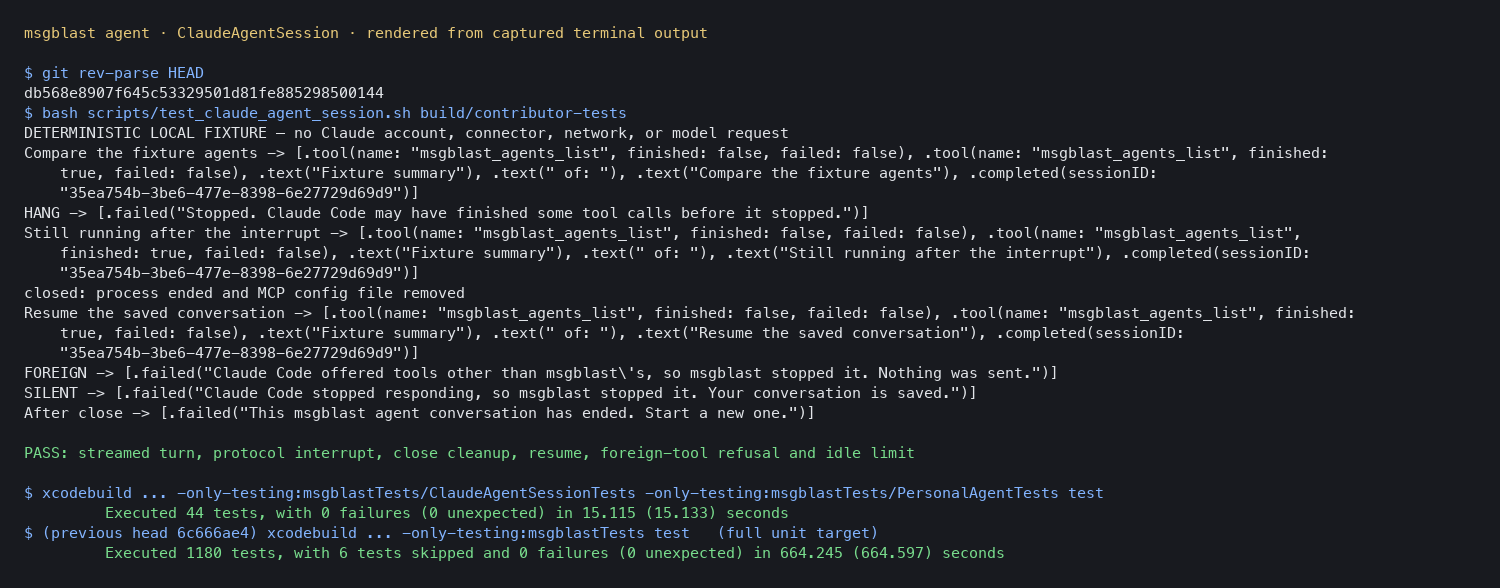 msgblast agent · ClaudeAgentSession · rendered from captured terminal output
$ git rev-parse HEAD
db568e8907f645c53329501d81fe885298500144
$ bash scripts/test_claude_agent_session.sh build/contributor-tests
DETERMINISTIC LOCAL FIXTURE — no Claude account, connector, network, or model request
Compare the fixture agents -> [.tool(name: "msgblast_agents_list", finished: false, failed: false), .tool(name: "msgblast_agents_list", finished:
true, failed: false), .text("Fixture summary"), .text(" of: "), .text("Compare the fixture agents"), .completed(sessionID:
"35ea754b-3be6-477e-8398-6e27729d69d9")]
HANG -> [.failed("Stopped. Claude Code may have finished some tool calls before it stopped.")]
Still running after the interrupt -> [.tool(name: "msgblast_agents_list", finished: false, failed: false), .tool(name: "msgblast_agents_list",
finished: true, failed: false), .text("Fixture summary"), .text(" of: "), .text("Still running after the interrupt"), .completed(sessionID:
"35ea754b-3be6-477e-8398-6e27729d69d9")]
closed: process ended and MCP config file removed
Resume the saved conversation -> [.tool(name: "msgblast_agents_list", finished: false, failed: false), .tool(name: "msgblast_agents_list", finished:
true, failed: false), .text("Fixture summary"), .text(" of: "), .text("Resume the saved conversation"), .completed(sessionID:
"35ea754b-3be6-477e-8398-6e27729d69d9")]
FOREIGN -> [.failed("Claude Code offered tools other than msgblast\'s, so msgblast stopped it. Nothing was sent.")]
SILENT -> [.failed("Claude Code stopped responding, so msgblast stopped it. Your conversation is saved.")]
After close -> [.failed("This msgblast agent conversation has ended. Start a new one.")]
PASS: streamed turn, protocol interrupt, close cleanup, resume, foreign-tool refusal and idle limit
$ xcodebuild ... -only-testing:msgblastTests/ClaudeAgentSessionTests -only-testing:msgblastTests/PersonalAgentTests test
Executed 44 tests, with 0 failures (0 unexpected) in 15.115 (15.133) seconds
$ (previous head 6c666ae4) xcodebuild ... -only-testing:msgblastTests test (full unit target)
Executed 1180 tests, with 6 tests skipped and 0 failures (0 unexpected) in 664.245 (664.597) seconds